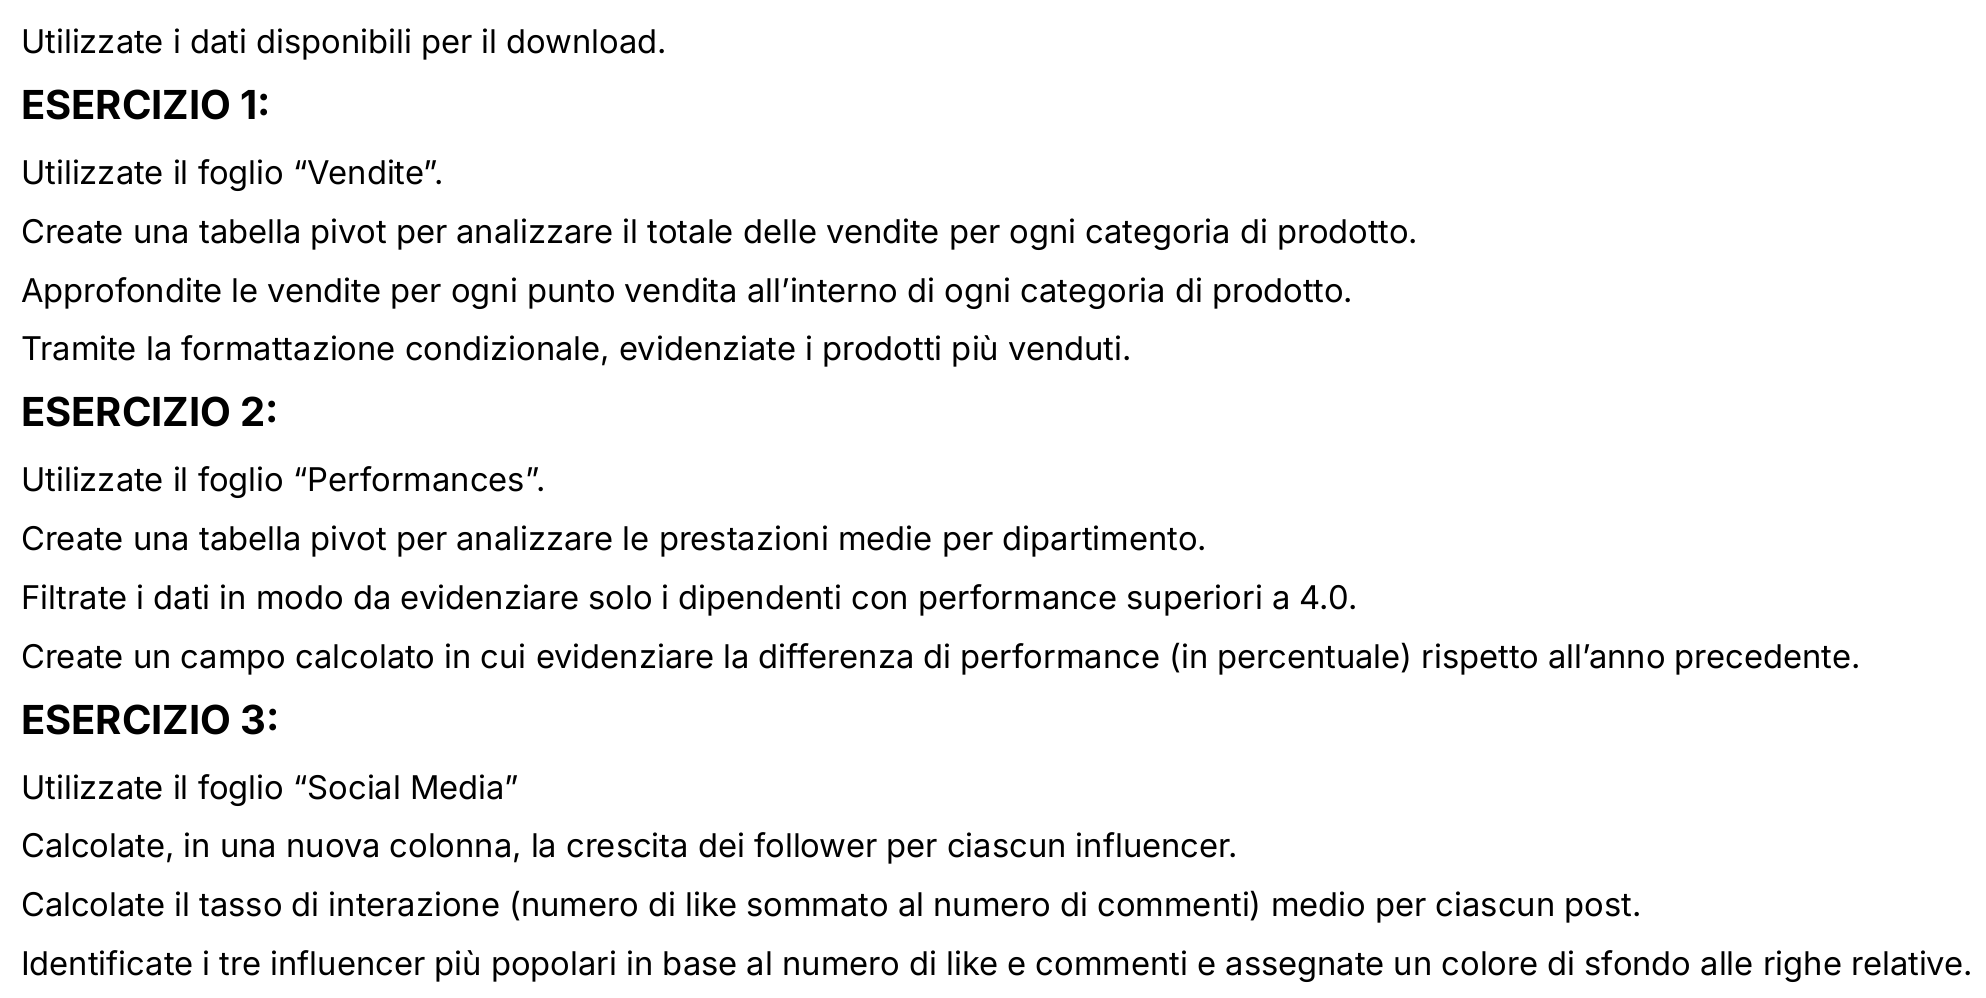 Utilizzate i dati disponibili per il download.
ESERCIZIO 1:
Utilizzate il foglio “Vendite”.
Create una tabella pivot per analizzare il totale delle vendite per ogni categoria di prodotto.
Approfondite le vendite per ogni punto vendita all’interno di ogni categoria di prodotto.
Tramite la formattazione condizionale, evidenziate i prodotti più venduti.
ESERCIZIO 2:
Utilizzate il foglio “Performances”.
Create una tabella pivot per analizzare le prestazioni medie per dipartimento.
Filtrate i dati in modo da evidenziare solo i dipendenti con performance superiori a 4.0.
Create un campo calcolato in cui evidenziare la differenza di performance (in percentuale) rispetto all’anno precedente.
ESERCIZIO 3:
Utilizzate il foglio “Social Media”
Calcolate, in una nuova colonna, la crescita dei follower per ciascun influencer.
Calcolate il tasso di interazione (numero di like sommato al numero di commenti) medio per ciascun post.
Identificate i tre influencer più popolari in base al numero di like e commenti e assegnate un colore di sfondo alle righe relative.